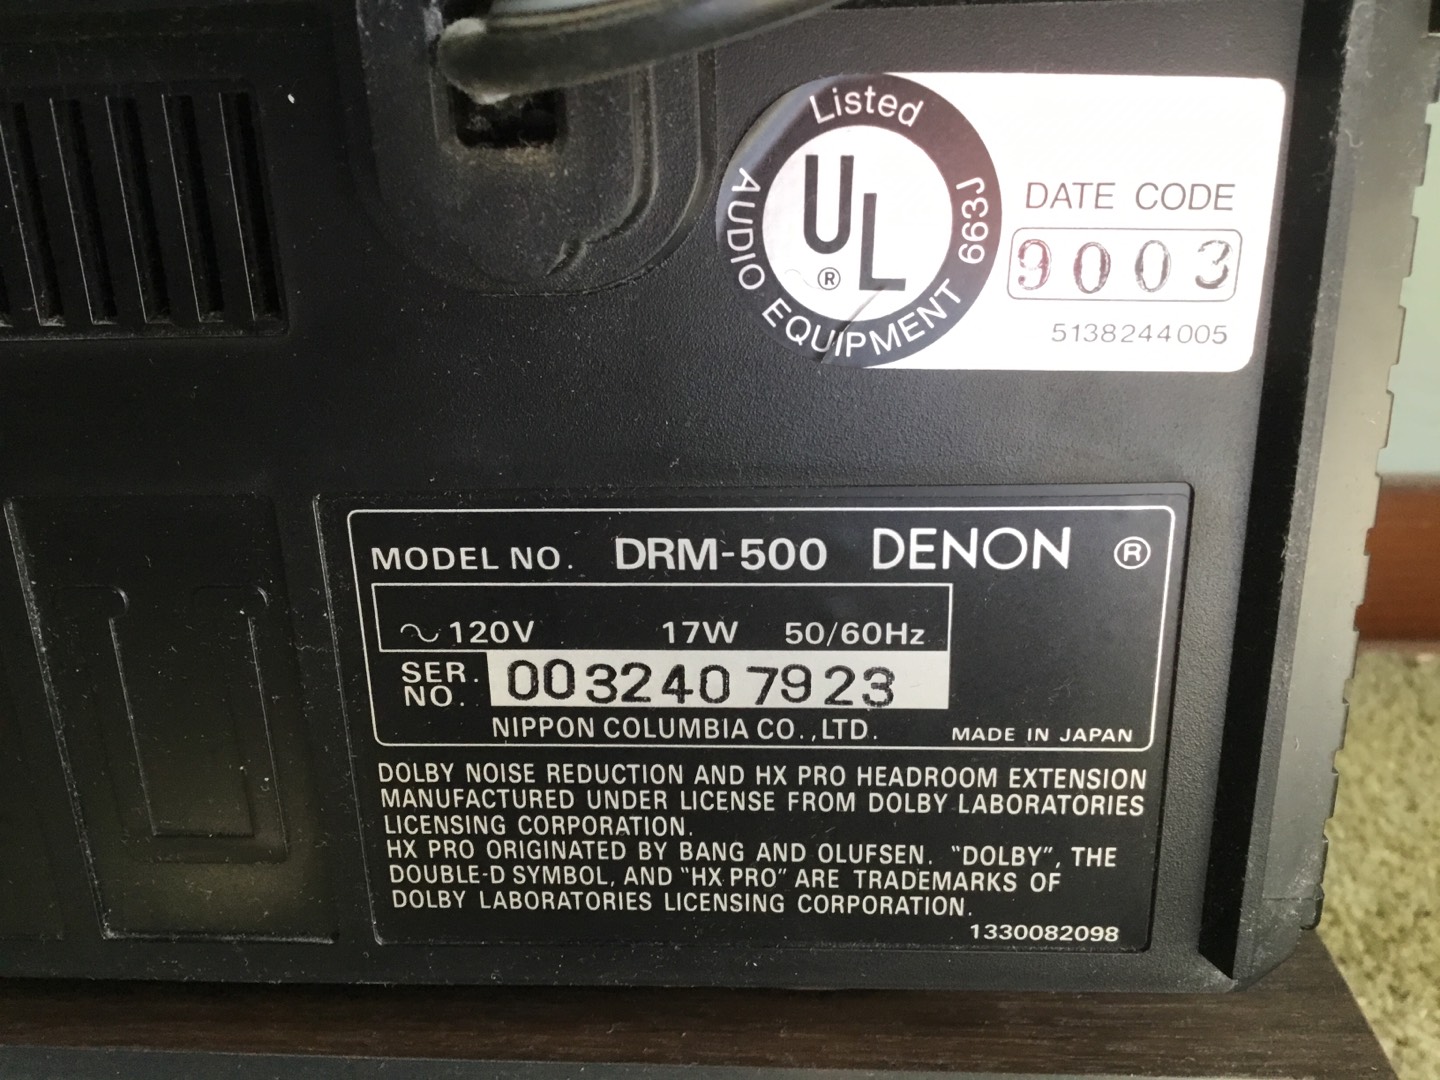 Listed
UL
®
AUDIO EQUIPMENT 663J
DATE CODE
9003
5138244005
MODEL NO. DRM-500 DENON ®
~120V 17W 50/60Hz
SER. NO. 0032407923
NIPPON COLUMBIA CO.,LTD. MADE IN JAPAN
DOLBY NOISE REDUCTION AND HX PRO HEADROOM EXTENSION
MANUFACTURED UNDER LICENSE FROM DOLBY LABORATORIES
LICENSING CORPORATION.
HX PRO ORIGINATED BY BANG AND OLUFSEN. "DOLBY", THE
DOUBLE-D SYMBOL, AND "HX PRO" ARE TRADEMARKS OF
DOLBY LABORATORIES LICENSING CORPORATION.
1330082098